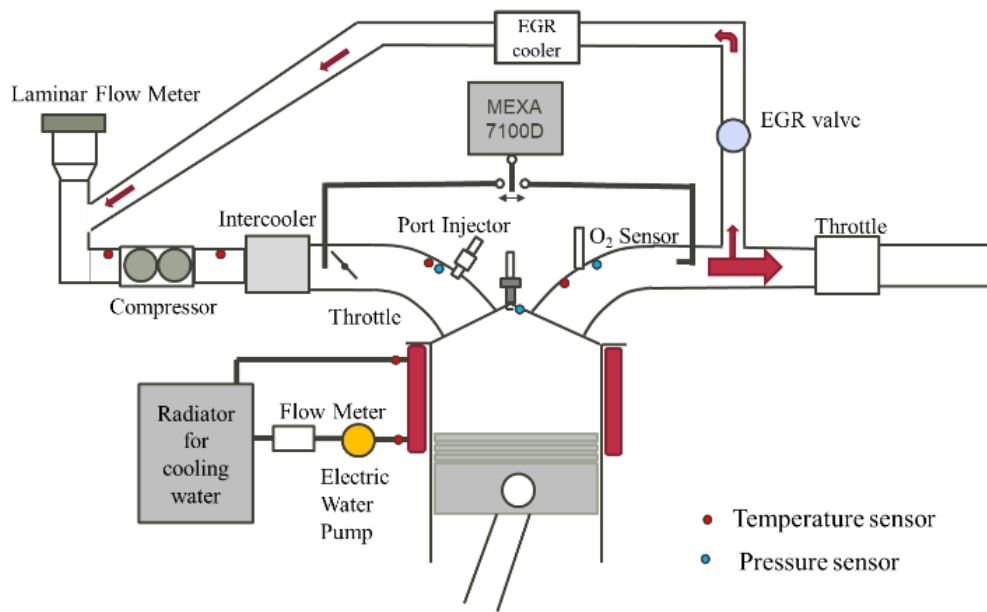 EGR
cooler
Laminar Flow Meter
MEXA
7100D
EGR valve
Intercooler
Port Injector
O₂ Sensor
Throttle
Compressor
Throttle
Radiator
for
cooling
water
Flow Meter
Electric
Water
Pump
Temperature sensor
Pressure sensor